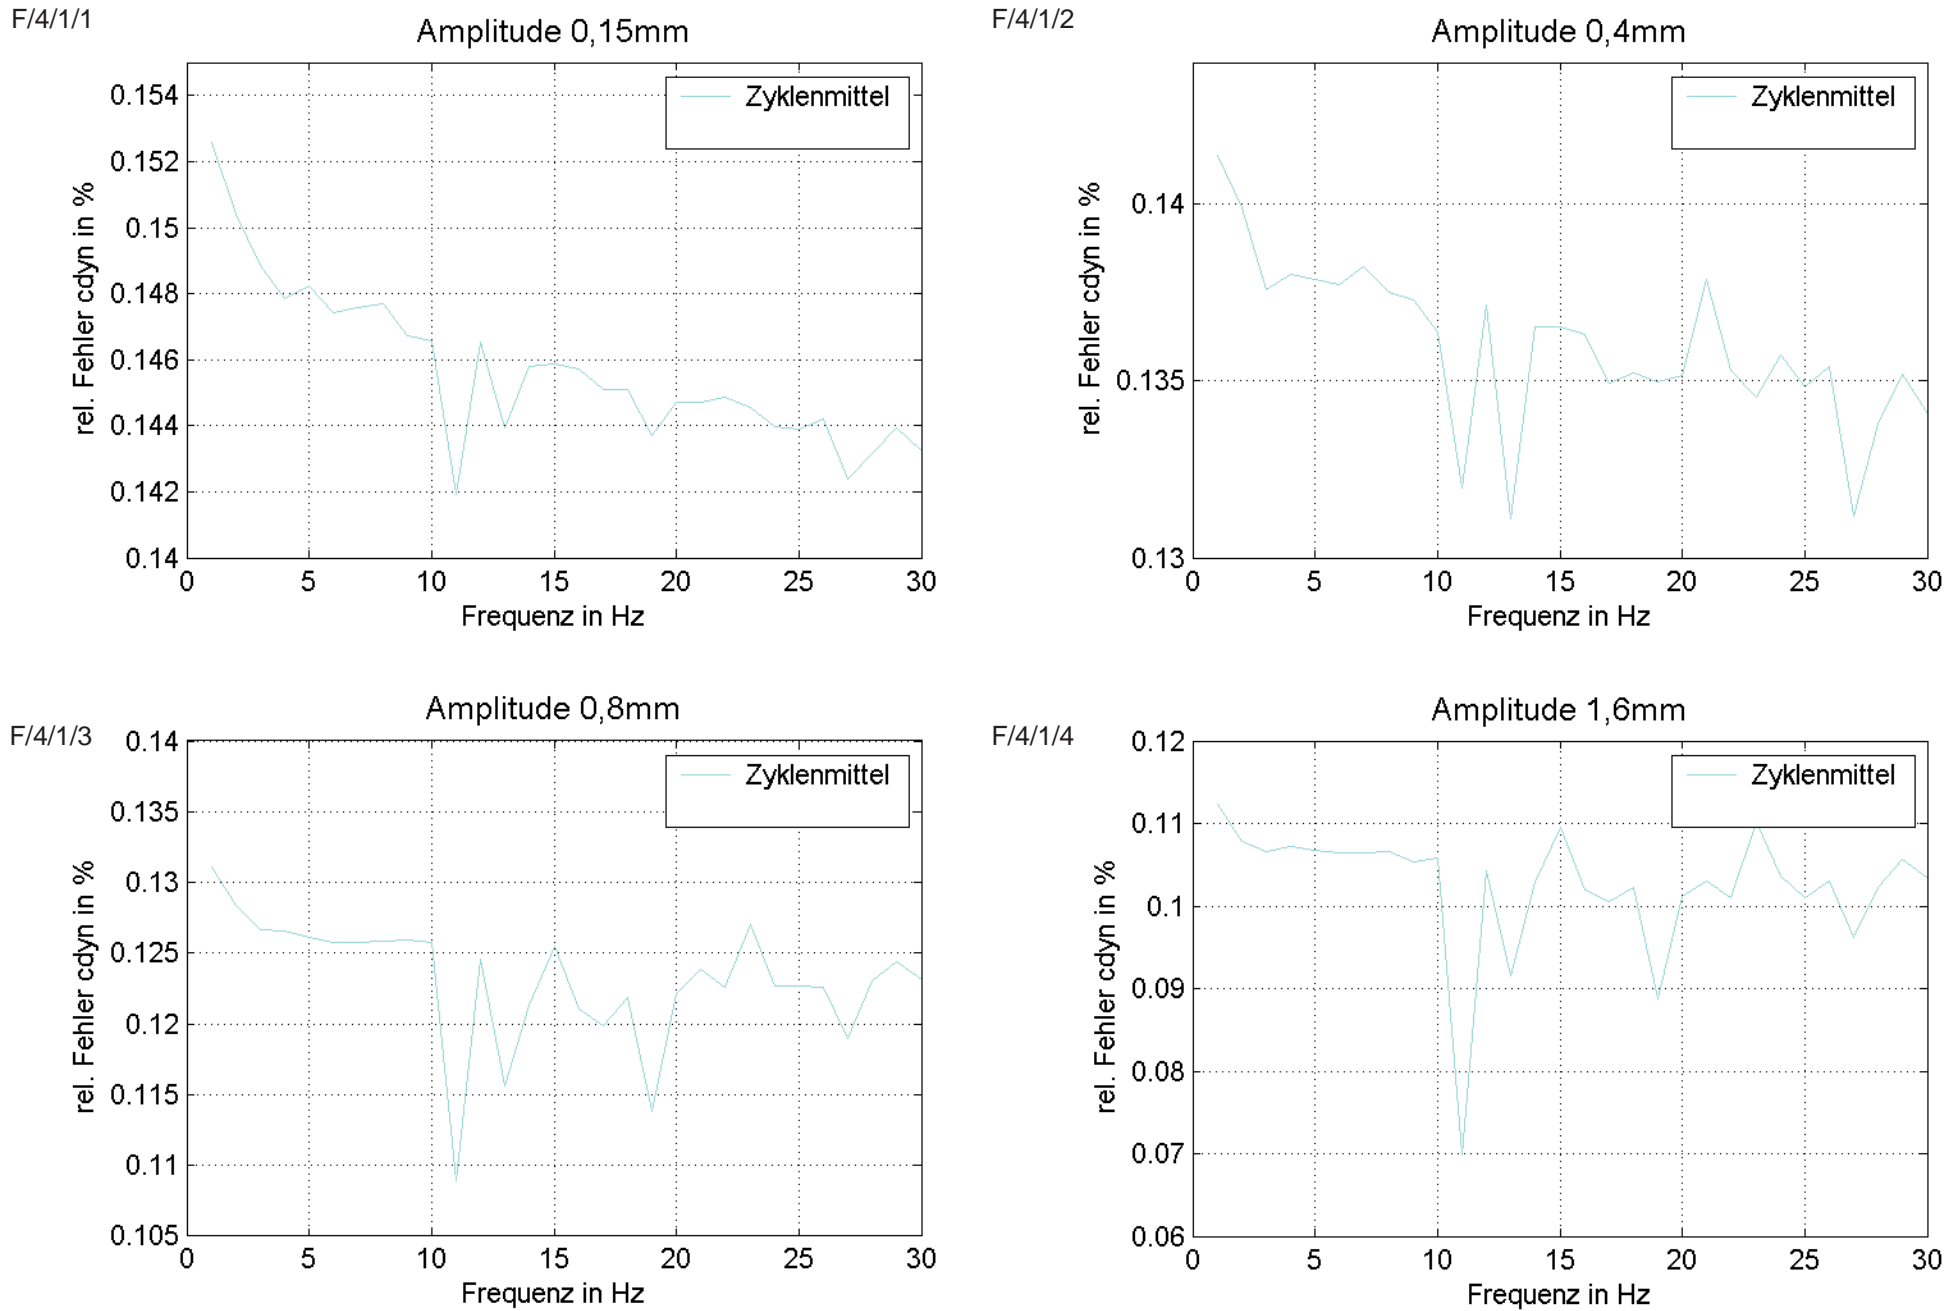 F/4/1/1
Amplitude 0,15mm
Zyklenmittel
rel. Fehler cdyn in %
0.154
0.152
0.15
0.148
0.146
0.144
0.142
0.14
0 5 10 15 20 25 30
Frequenz in Hz
F/4/1/2
Amplitude 0,4mm
Zyklenmittel
rel. Fehler cdyn in %
0.14
0.135
0.13
0 5 10 15 20 25 30
Frequenz in Hz
F/4/1/3
Amplitude 0,8mm
Zyklenmittel
rel. Fehler cdyn in %
0.14
0.135
0.13
0.125
0.12
0.115
0.11
0.105
0 5 10 15 20 25 30
Frequenz in Hz
F/4/1/4
Amplitude 1,6mm
Zyklenmittel
rel. Fehler cdyn in %
0.12
0.11
0.1
0.09
0.08
0.07
0.06
0 5 10 15 20 25 30
Frequenz in Hz